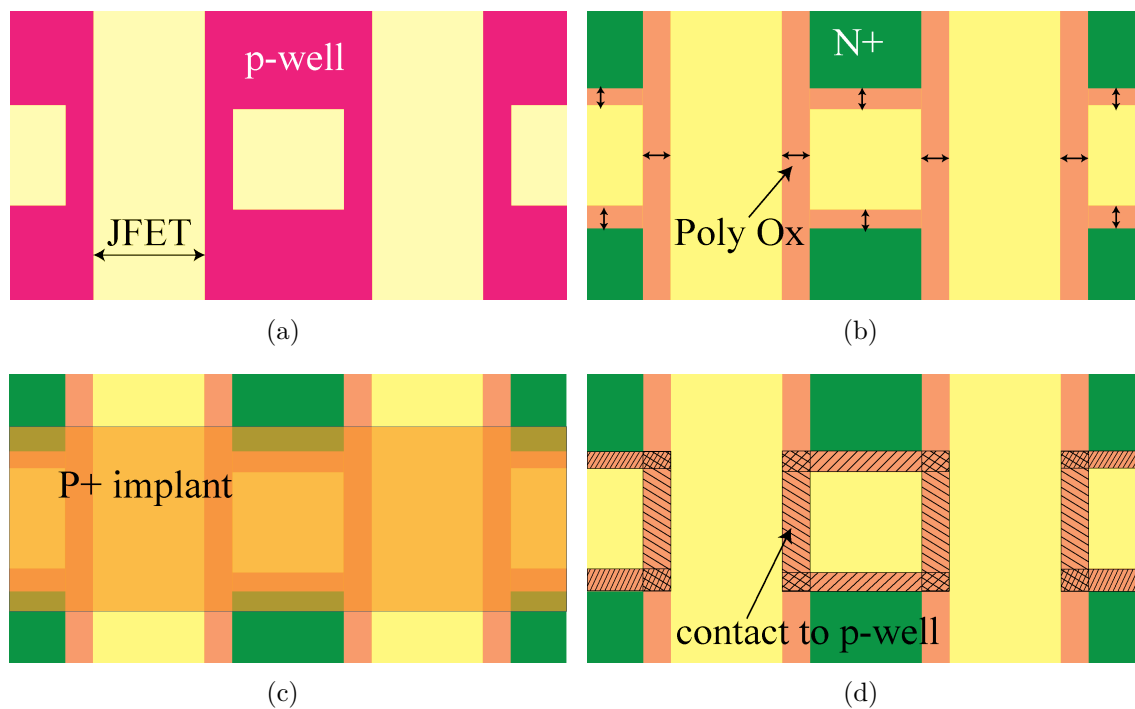 p-well
JFET
(a)
N+
Poly Ox
(b)
P+ implant
(c)
contact to p-well
(d)